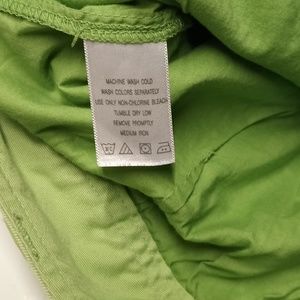 MACHINE WASH COLD
WASH COLORS SEPARATELY
USE ONLY NON-CHLORINE BLEACH
TUMBLE DRY LOW
REMOVE PROMPTLY
MEDIUM IRON